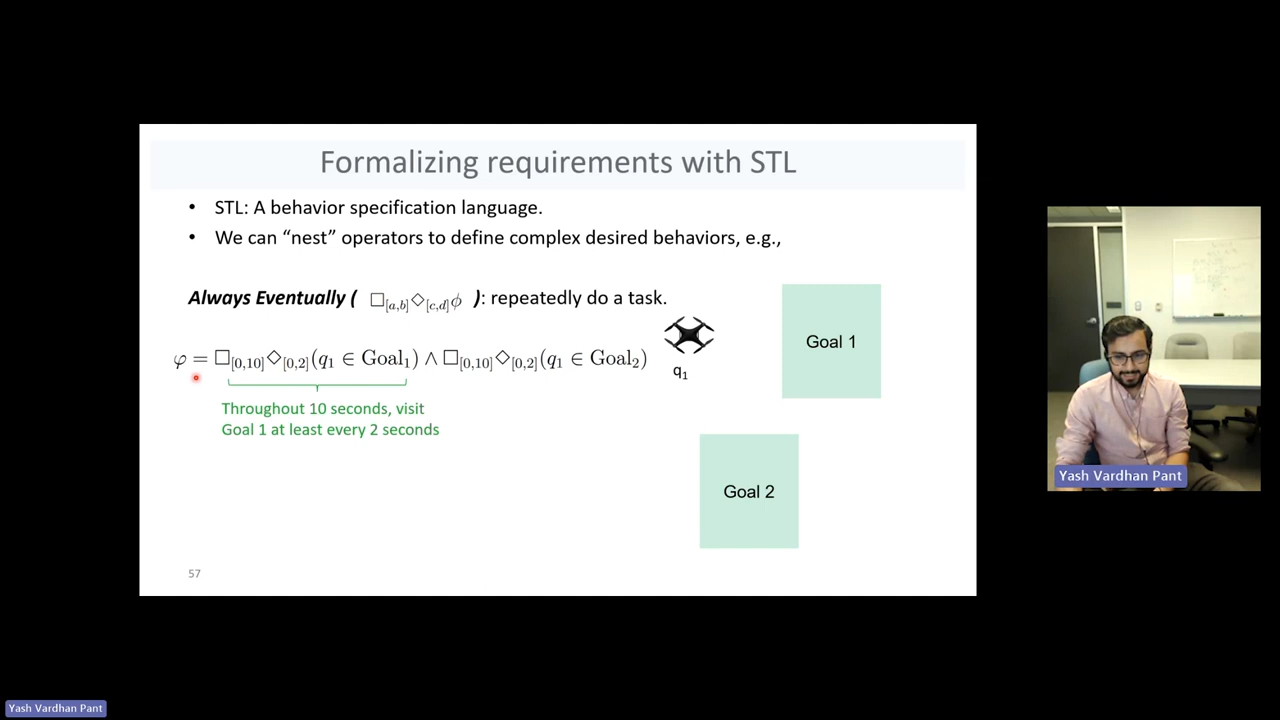 Formalizing requirements with STL
• STL: A behavior specification language.
• We can “nest” operators to define complex desired behaviors, e.g.,
Always Eventually ( □[a,b]◇[c,d]ϕ ): repeatedly do a task.
φ = □[0,10]◇[0,2](q₁ ∈ Goal₁) ∧ □[0,10]◇[0,2](q₁ ∈ Goal₂)
Throughout 10 seconds, visit
Goal 1 at least every 2 seconds
q₁
Goal 1
Goal 2
57
Yash Vardhan Pant
Yash Vardhan Pant